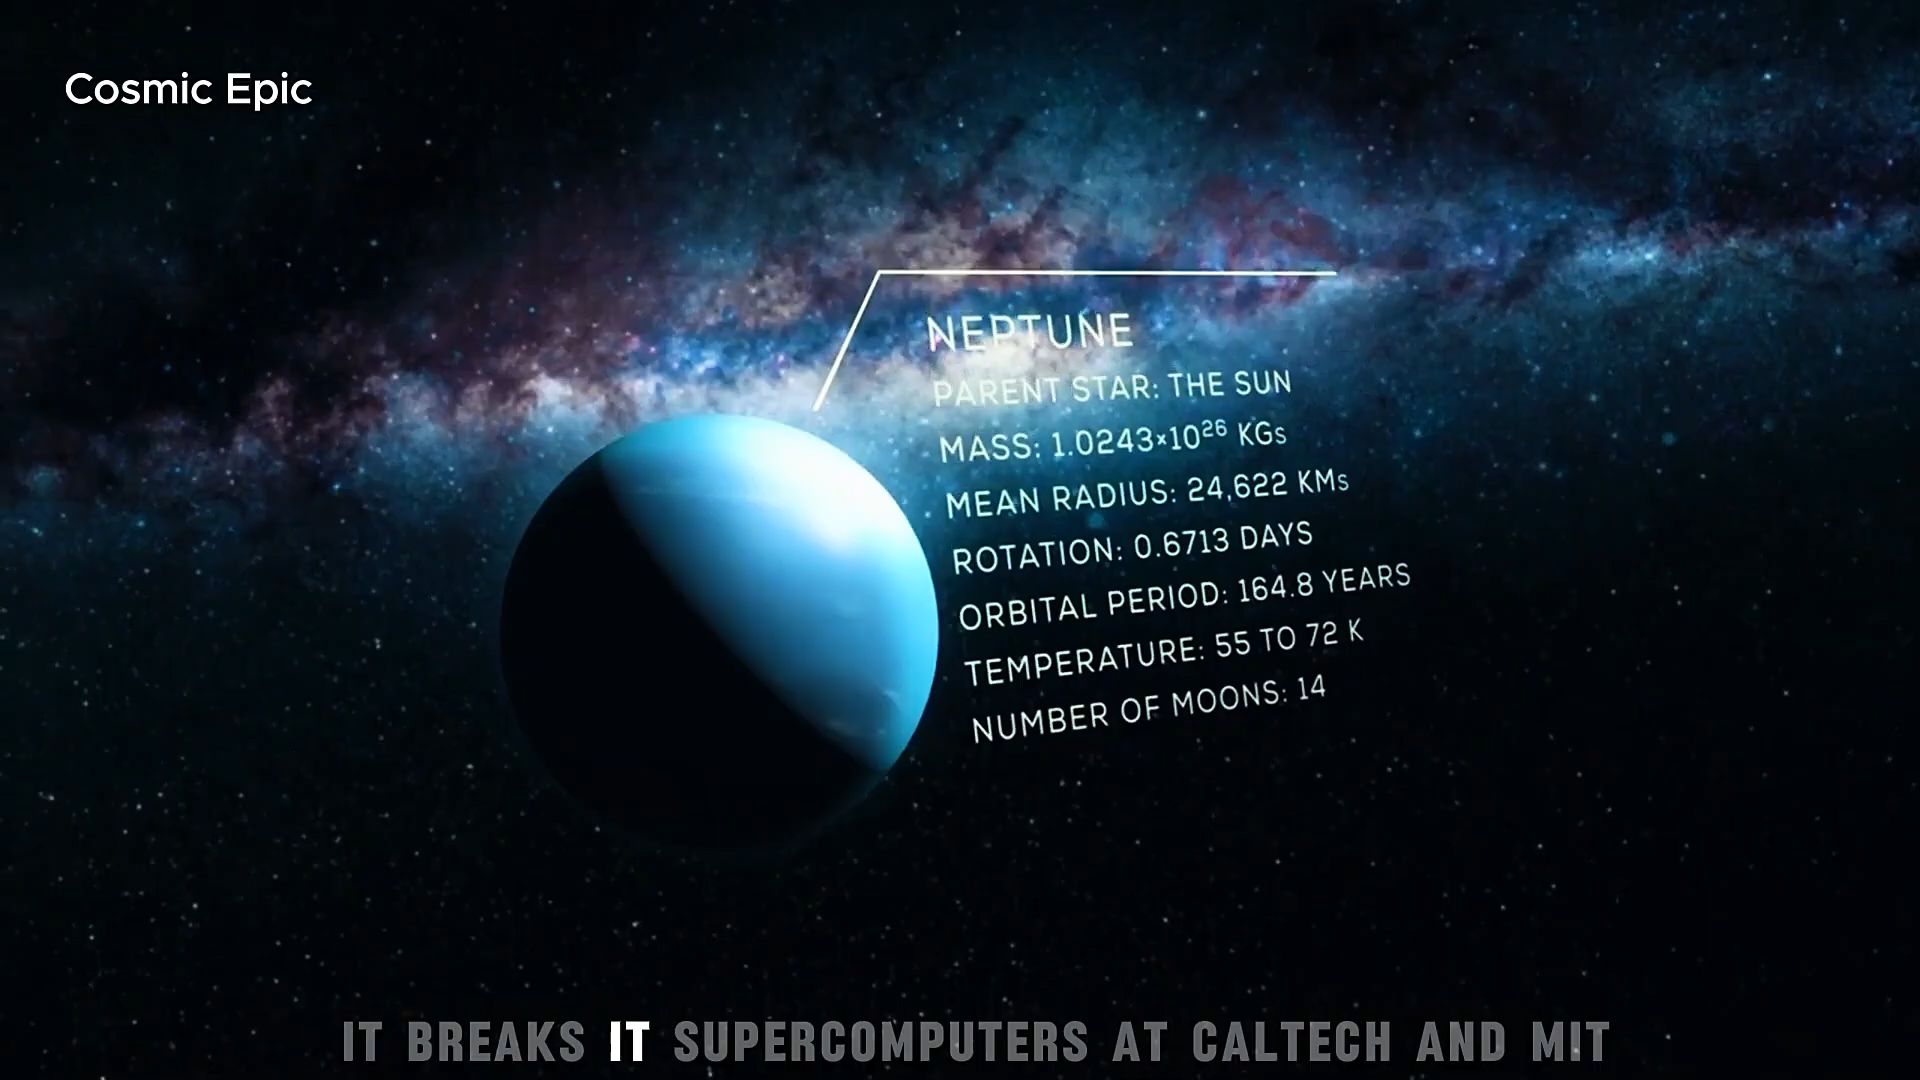 Cosmic Epic
NEPTUNE
PARENT STAR: THE SUN
MASS: 1.0243×10²⁶ KGs
MEAN RADIUS: 24,622 KMs
ROTATION: 0.6713 DAYS
ORBITAL PERIOD: 164.8 YEARS
TEMPERATURE: 55 TO 72 K
NUMBER OF MOONS: 14
IT BREAKS IT SUPERCOMPUTERS AT CALTECH AND MIT